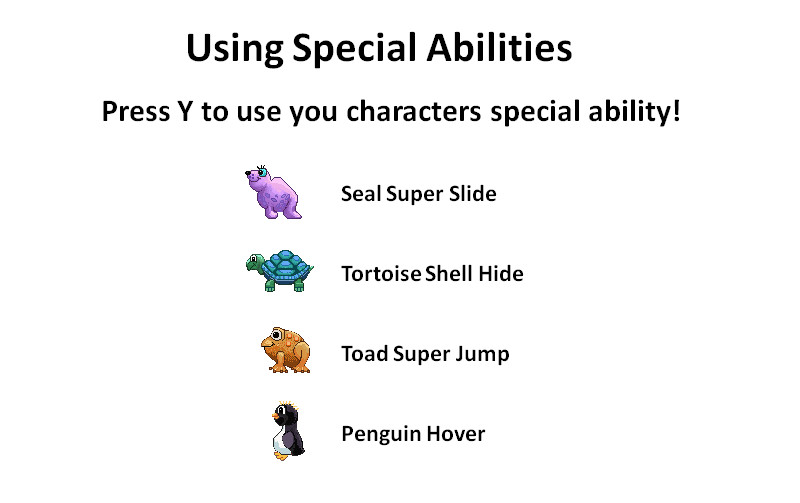 Using Special Abilities
Press Y to use you characters special ability!
Seal Super Slide
Tortoise Shell Hide
Toad Super Jump
Penguin Hover